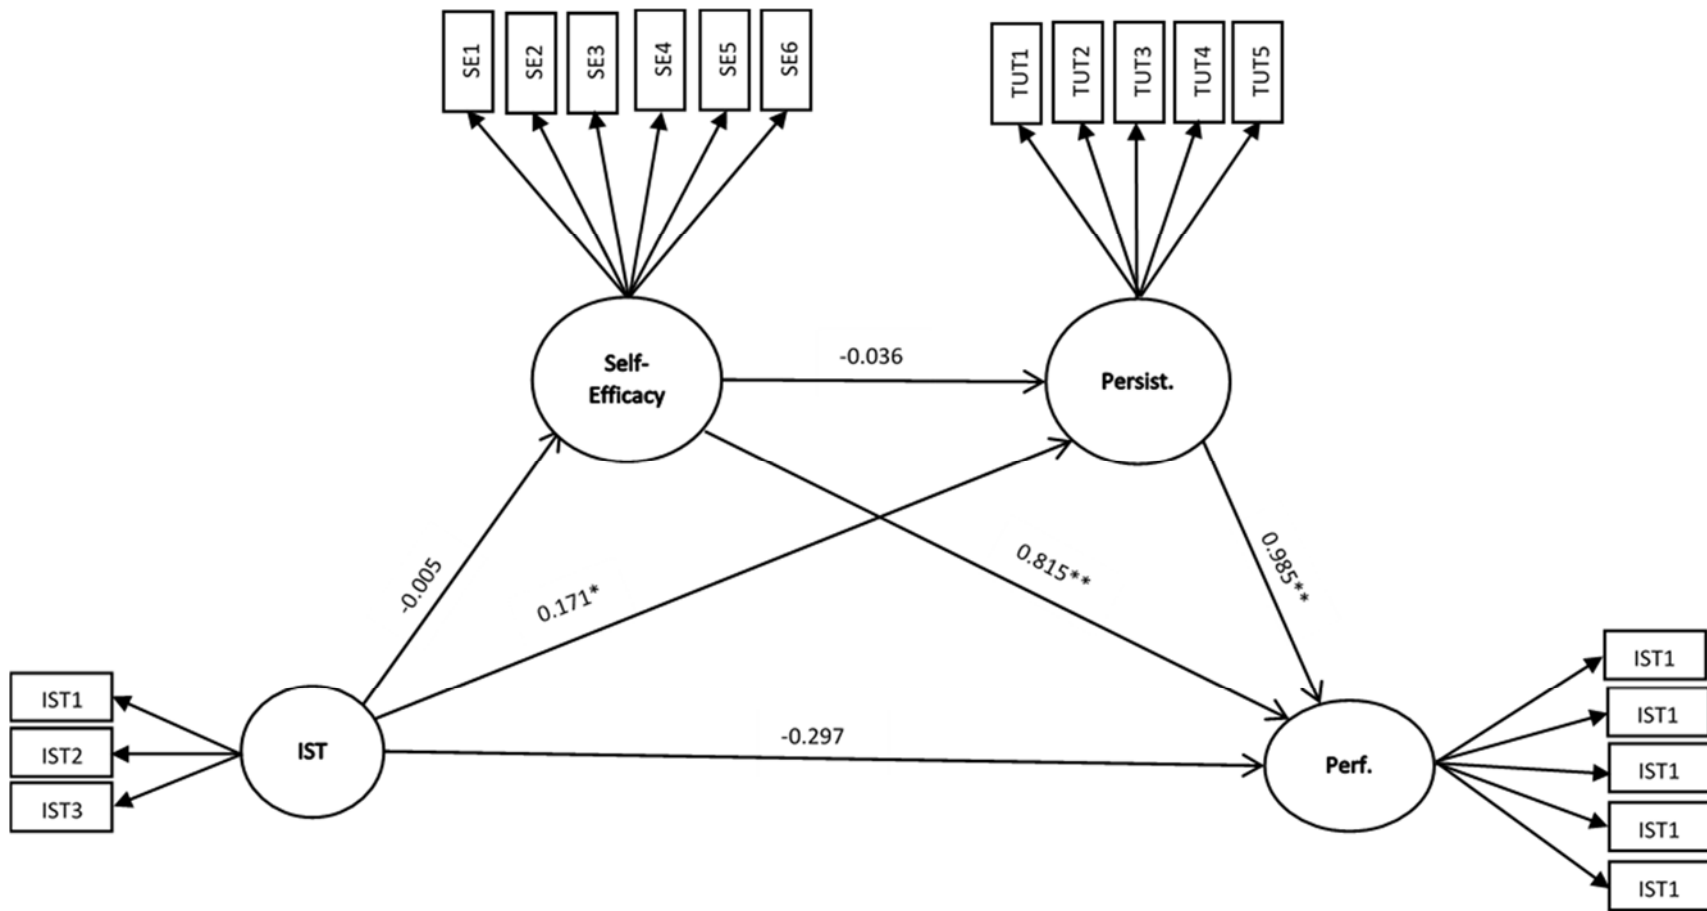 SE1
SE2
SE3
SE4
SE5
SE6
TUT1
TUT2
TUT3
TUT4
TUT5
Self-
Efficacy
-0.036
Persist.
-0.005
0.171*
0.815**
0.985**
IST1
IST2
IST3
IST
-0.297
Perf.
IST1
IST1
IST1
IST1
IST1